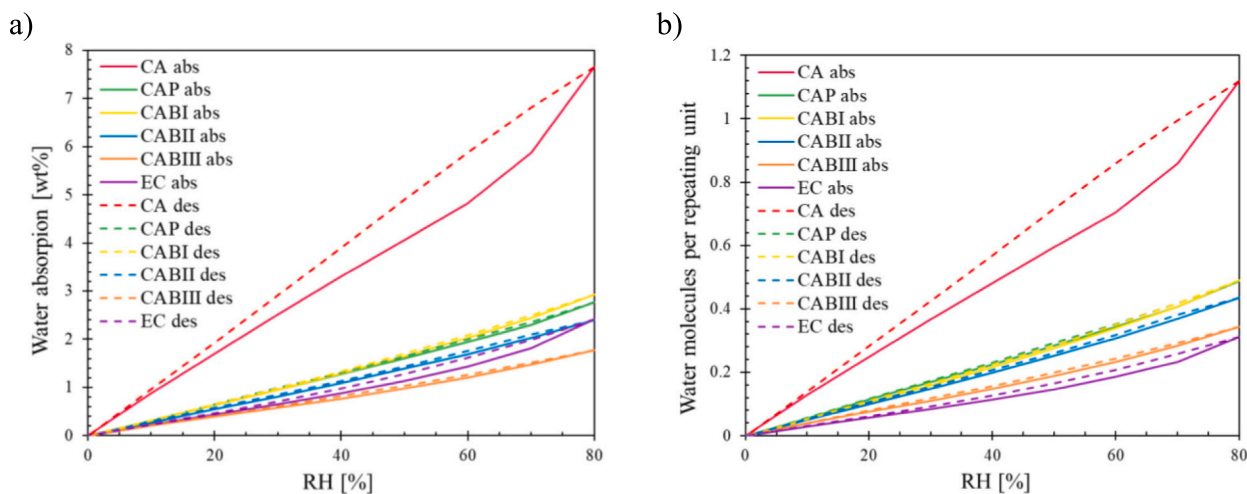 a)
8
7
6
5
4
3
2
1
0
Water absorpion [wt%]
CA abs
CAP abs
CABI abs
CABII abs
CABIII abs
EC abs
CA des
CAP des
CABI des
CABII des
CABIII des
EC des
0 20 40 60 80
RH [%]
b)
1.2
1
0.8
0.6
0.4
0.2
0
Water molecules per repeating unit
CA abs
CAP abs
CABI abs
CABII abs
CABIII abs
EC abs
CA des
CAP des
CABI des
CABII des
CABIII des
EC des
0 20 40 60 80
RH [%]